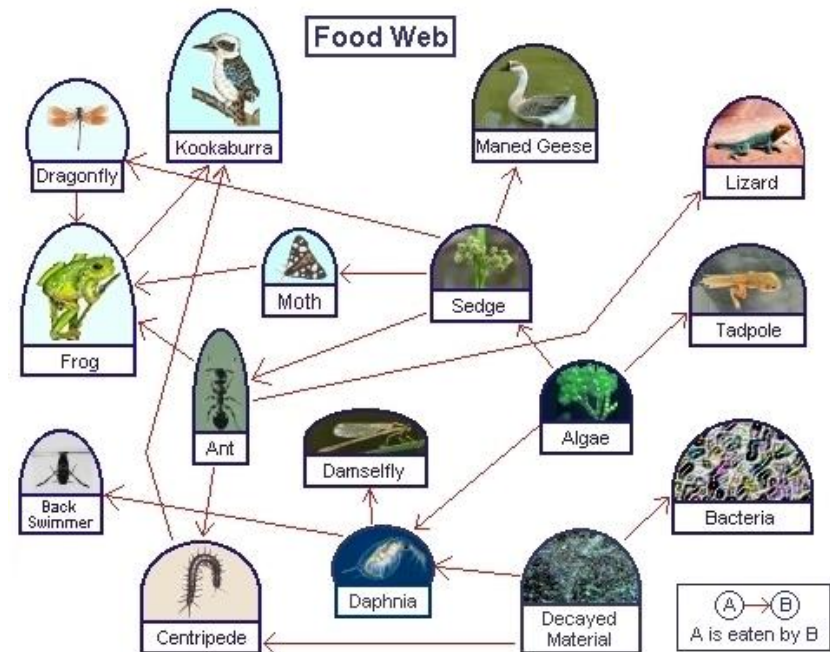 Food Web
Kookaburra
Maned Geese
Dragonfly
Lizard
Moth
Sedge
Tadpole
Frog
Ant
Algae
Damselfly
Back
Swimmer
Bacteria
Daphnia
Decayed
Material
Centripede
A B
A is eaten by B